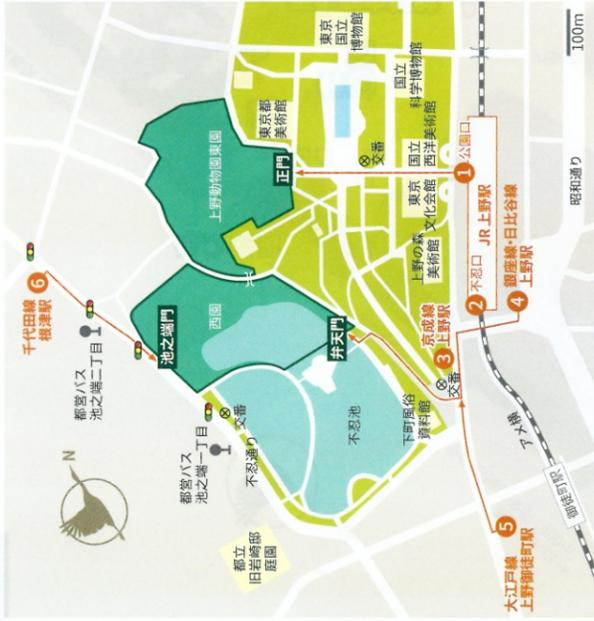 東京
国立
博物館
国立
科学博物館
東京都
美術館
上野動物園東園
正門
交番
国立
西洋美術館
1
公園口
東京
文化会館
上野の森
美術館
JR 上野駅
2
不忍口
銀座線・日比谷線
上野駅
4
京成線
上野駅
3
交番
昭和通り
100m
千代田線
根津駅
6
都営バス
池之端二丁目
池之端門
西園
弁天門
都営バス
池之端一丁目
不忍通り
交番
不忍池
下町風俗
資料館
アメ横
御徒町駅
N
都立
旧岩崎邸
庭園
5
大江戸線
上野御徒町駅